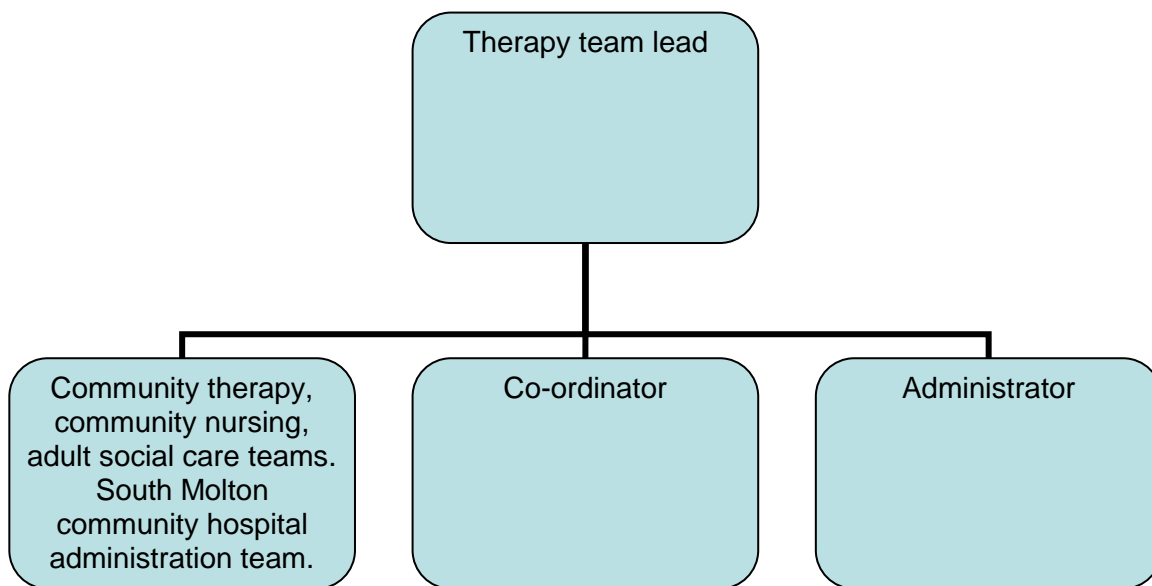 Therapy team lead
Community therapy,
community nursing,
adult social care teams.
South Molton
community hospital
administration team.
Co-ordinator
Administrator